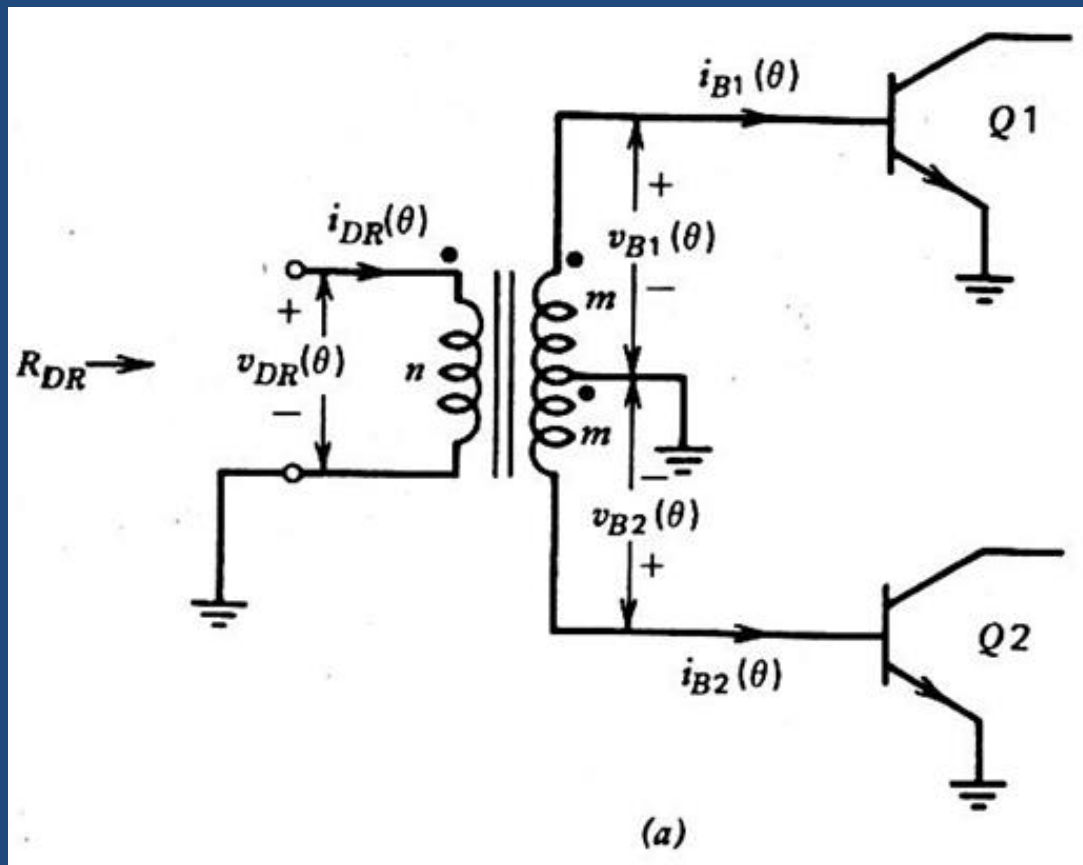 i_B1(θ)
Q1
+
i_DR(θ)
v_B1(θ)
−
m
+
R_DR
v_DR(θ)
n
−
m
−
v_B2(θ)
+
Q2
i_B2(θ)
(a)